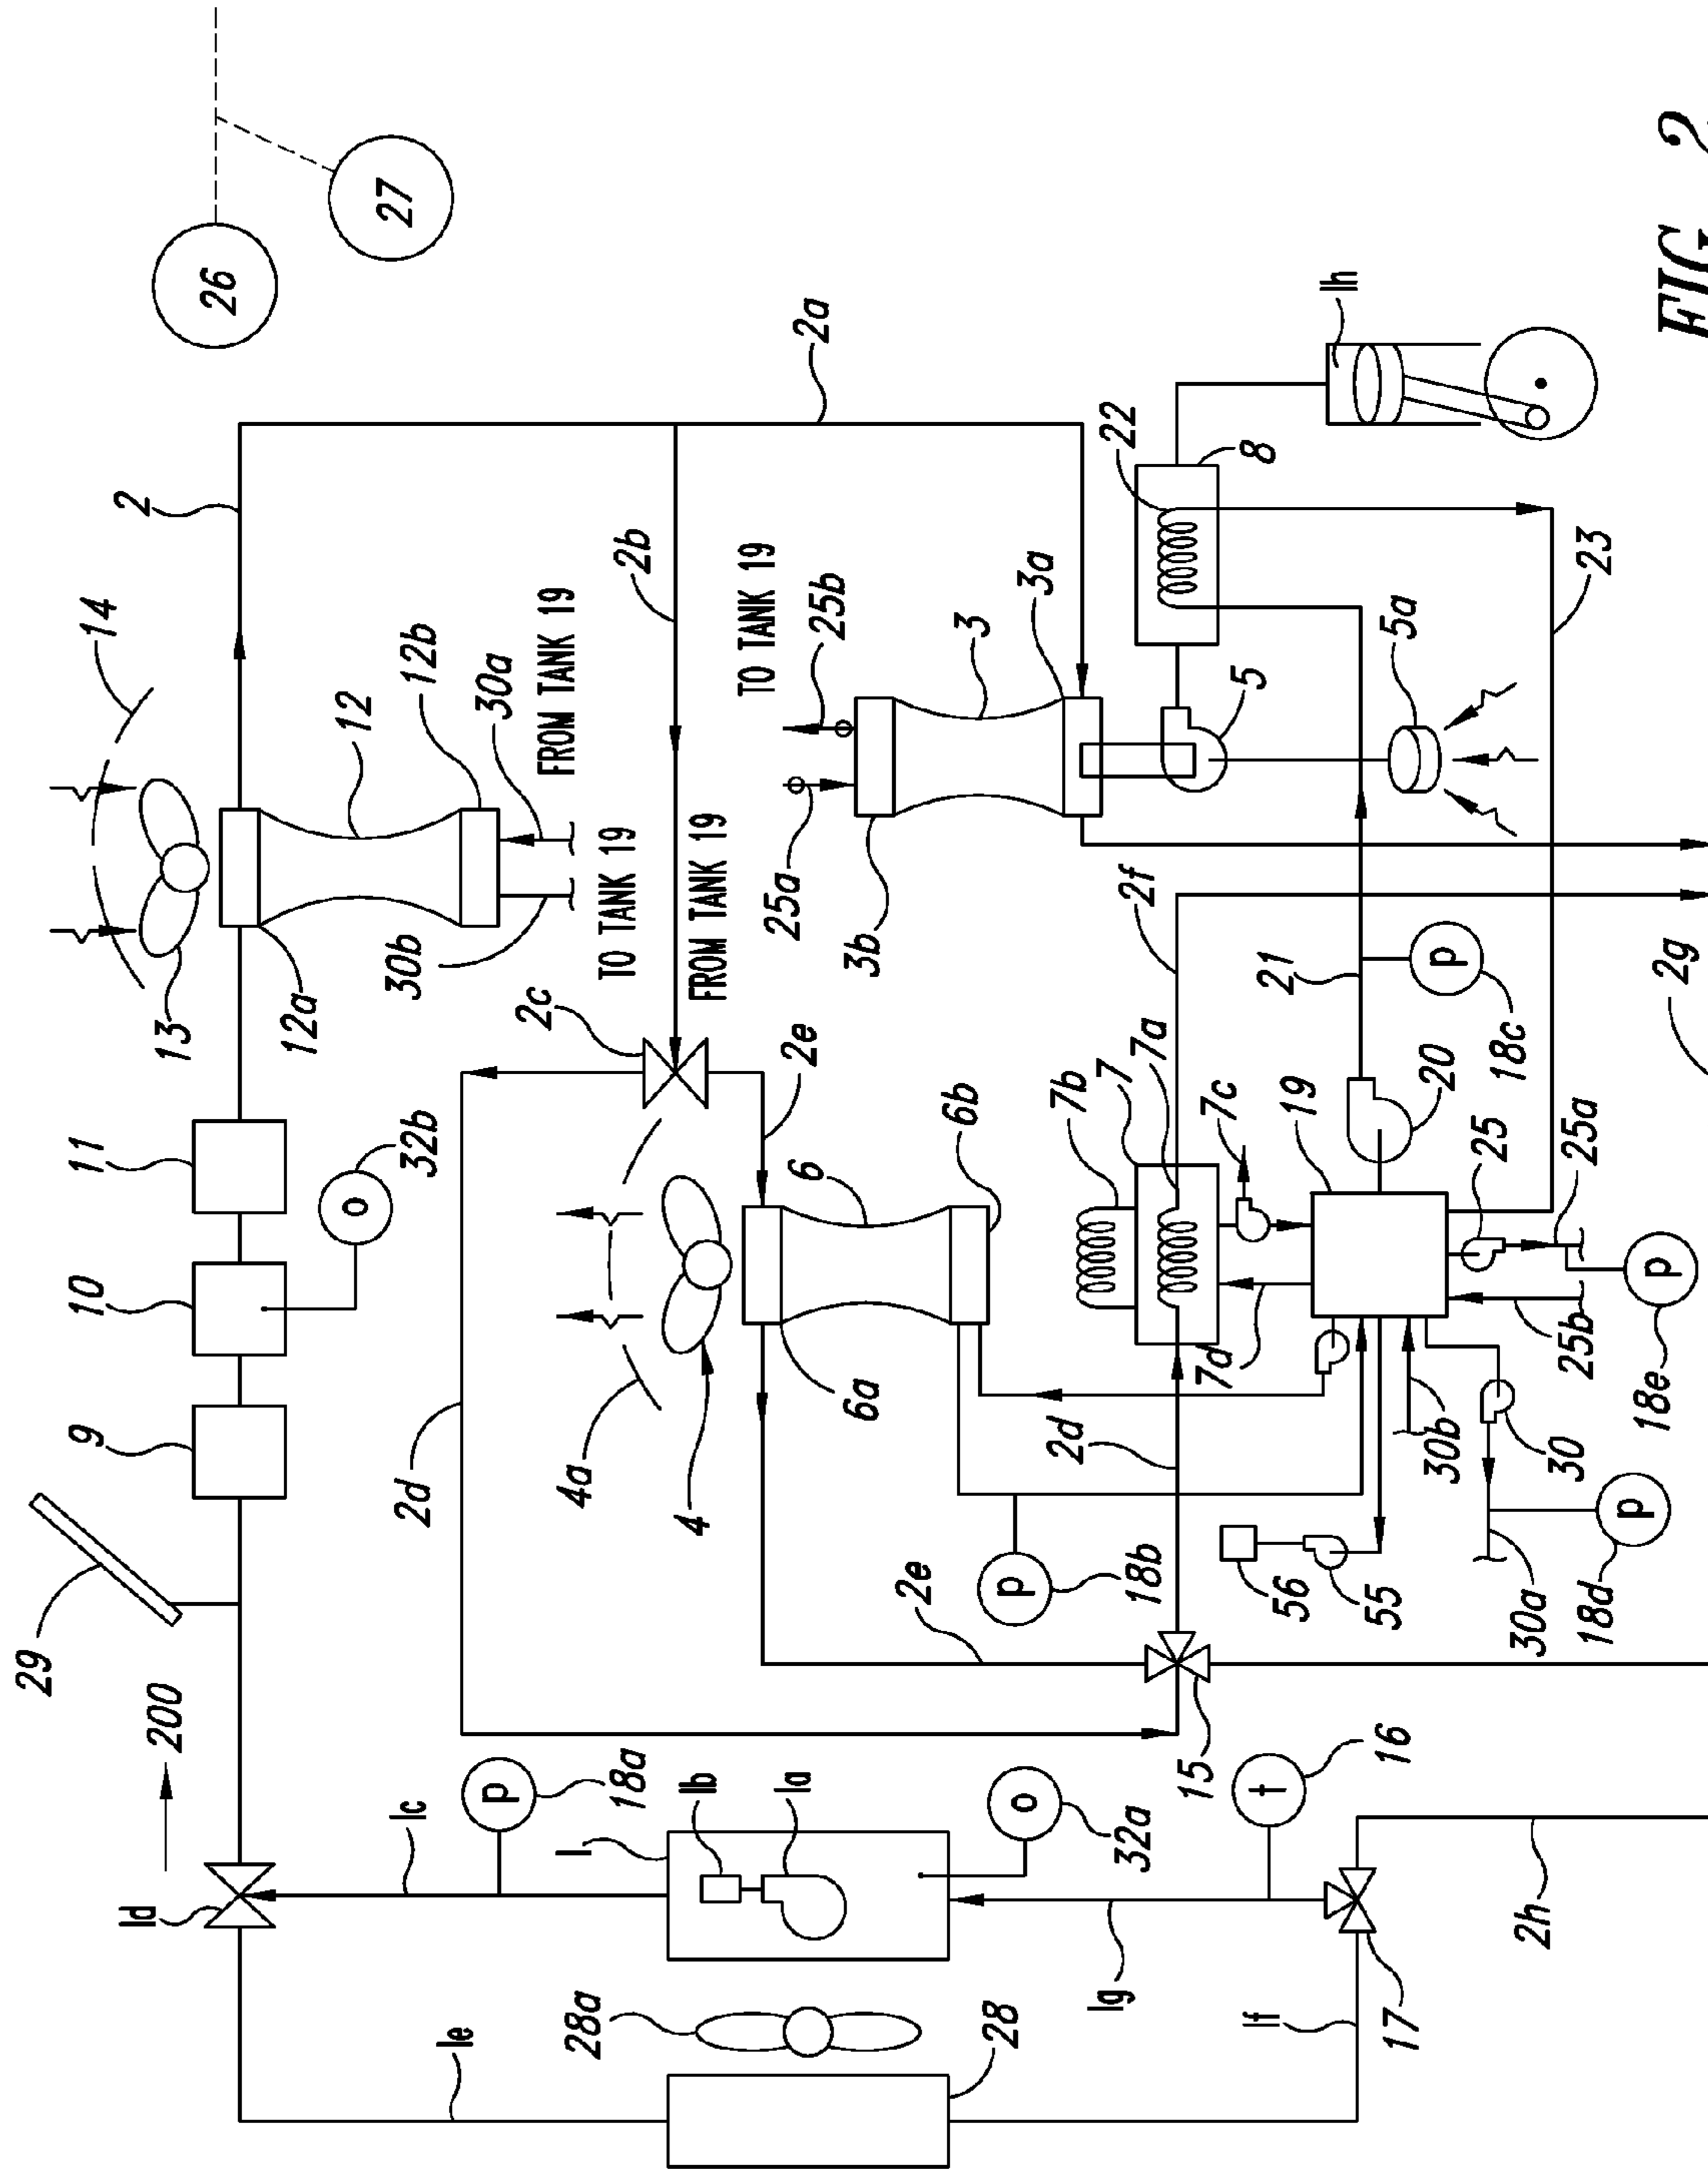 26
27
FIG. 2
2
2a
1h
14
2b
22
8
TO TANK 19
25b
3a
3
23
12b
12
30a
FROM TANK 19
5
5a
TO TANK 19
FROM TANK 19
25a
30b
3b
2f
13
12a
2c
2e
21
p
18c
2g
7a
7
7b
7c
19
20
11
o
32b
6
6b
25
25a
10
6a
7d
25b
p
18e
9
4a
4
2d
2d
30b
30
p
18b
56
55
p
30a
18d
29
200
2e
15
t
16
1c
p
18a
1b
1a
1
o
32a
1d
1g
17
2h
28a
28
1e
1f